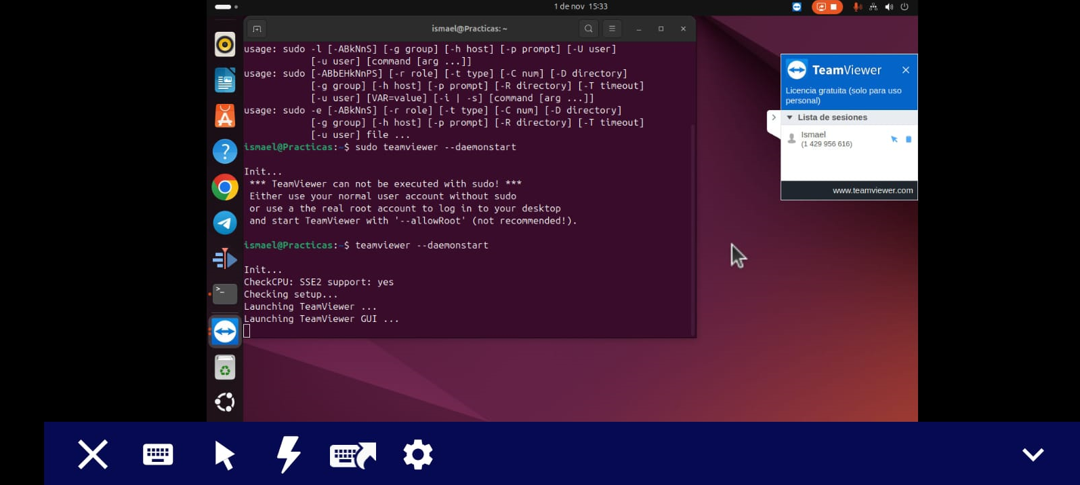 1 de nov  15:33
ismael@Practicas: ~
usage: sudo -l [-ABkNnS] [-g group] [-h host] [-p prompt] [-U user]
[-u user] [command [arg ...]]
usage: sudo [-ABbEHkNnPS] [-r role] [-t type] [-C num] [-D directory]
[-g group] [-h host] [-p prompt] [-R directory] [-T timeout]
[-u user] [VAR=value] [-i | -s] [command [arg ...]]
usage: sudo -e [-ABkNnS] [-r role] [-t type] [-C num] [-D directory]
[-g group] [-h host] [-p prompt] [-R directory] [-T timeout]
[-u user] file ...
ismael@Practicas:~$ sudo teamviewer --daemonstart
Init...
*** TeamViewer can not be executed with sudo! ***
Either use your normal user account without sudo
or use a the real root account to log in to your desktop
and start TeamViewer with '--allowRoot' (not recommended!).
ismael@Practicas:~$ teamviewer --daemonstart
Init...
CheckCPU: SSE2 support: yes
Checking setup...
Launching TeamViewer ...
Launching TeamViewer GUI ...
TeamViewer
Licencia gratuita (solo para uso
personal)
Lista de sesiones
Ismael
(1 429 956 616)
www.teamviewer.com